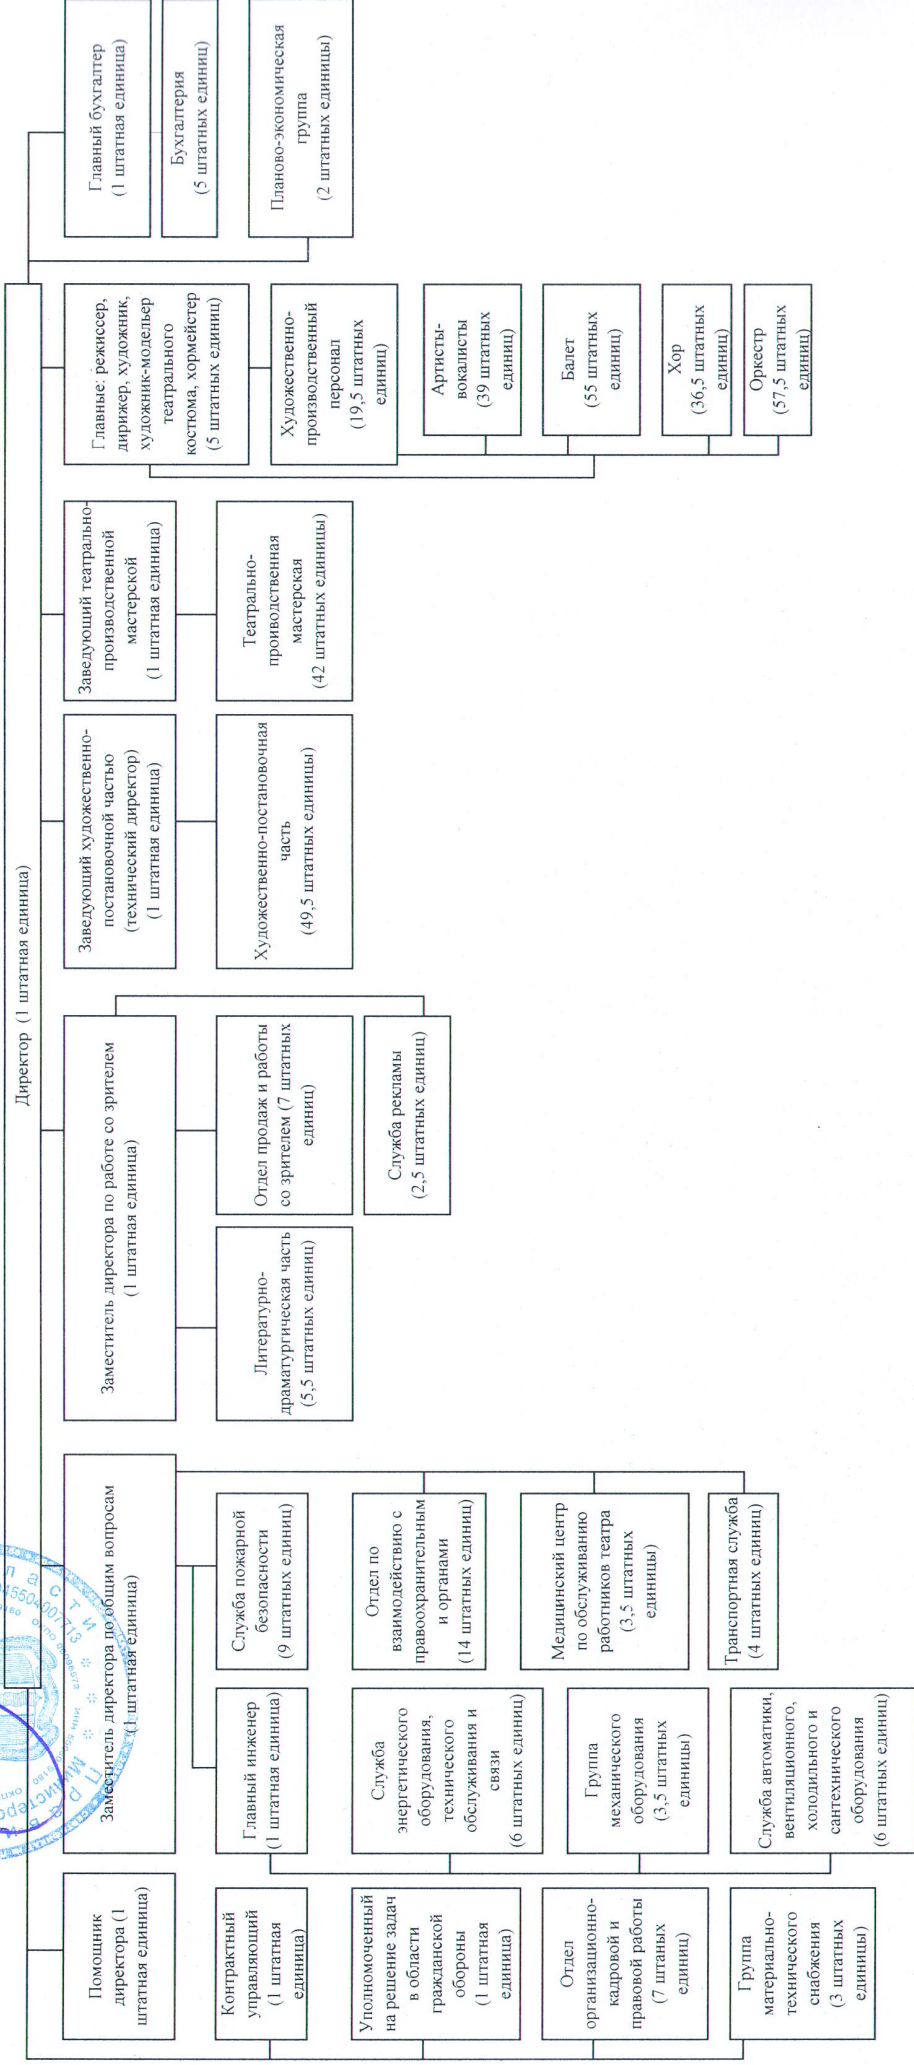 Директор (1 штатная единица)
Помощник
директора (1
штатная единица)
Контрактный
управляющий
(1 штатная
единица)
Уполномоченный
на решение задач
в области
гражданской
обороны
(1 штатная
единица)
Отдел
организационно-
кадровой и
правовой работы
(7 штаных
единиц)
Группа
материально-
технического
снабжения
(3 штатных
единицы)
Заместитель директора по общим вопросам
(1 штатная единица)
Главный инженер
(1 штатная единица)
Служба
энергетического
оборудования,
технического
обслуживания и
связи
(6 штатных единиц)
Группа
механического
оборудования
(3,5 штатных
единицы)
Служба автоматики,
вентиляционного,
холодильного и
сантехнического
оборудования
(6 штатных единиц)
Служба пожарной
безопасности
(9 штатных единиц)
Отдел по
взаимодействию с
правоохранительным
и органами
(14 штатных единиц)
Медицинский центр
по обслуживанию
работников театра
(3,5 штатных
единицы)
Транспортная служба
(4 штатных единиц)
Заместитель директора по работе со зрителем
(1 штатная единица)
Литературно-
драматургическая часть
(5,5 штатных единиц)
Отдел продаж и работы
со зрителем (7 штатных
единиц)
Служба рекламы
(2,5 штатных единиц)
Заведующий художественно-
постановочной частью
(технический директор)
(1 штатная единица)
Художественно-постановочная
часть
(49,5 штатных единицы)
Заведующий театрально-
производственной
мастерской
(1 штатная единица)
Театрально-
проиводственная
мастерская
(42 штатных единицы)
Главные: режиссер,
дирижер, художник,
художник-модельер
театрального
костюма, хормейстер
(5 штатных единиц)
Художественно-
производственный
персонал
(19,5 штатных
единиц)
Артисты-
вокалисты
(39 штатных
единиц)
Балет
(55 штатных
единиц)
Хор
(36,5 штатных
единиц)
Оркестр
(57,5 штатных
единиц)
Главный бухгалтер
(1 штатная единица)
Бухгалтерия
(5 штатных единиц)
Планово-экономическая
группа
(2 штатных единицы)